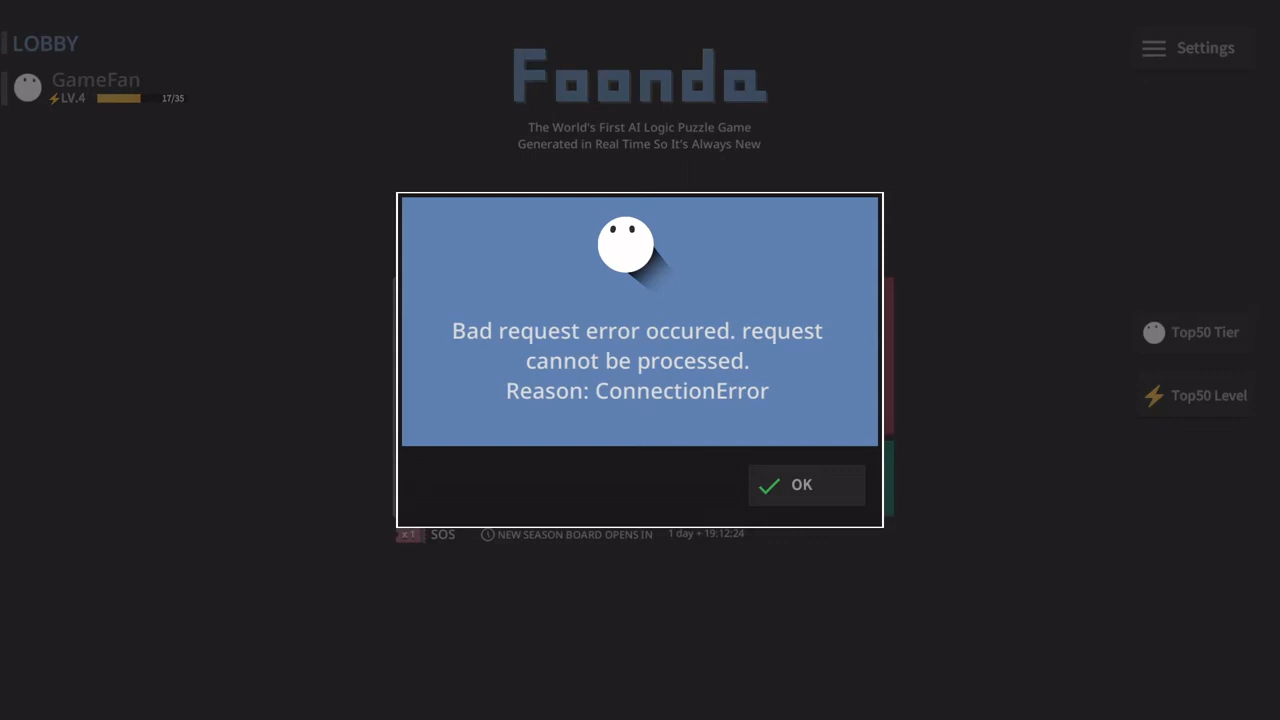 LOBBY
GameFan
LV.4
17/35
Foonda
The World's First AI Logic Puzzle Game
Generated in Real Time So It's Always New
Settings
Bad request error occured. request
cannot be processed.
Reason: ConnectionError
OK
Top50 Tier
Top50 Level
x 1 SOS
NEW SEASON BOARD OPENS IN 1 day + 19:12:24